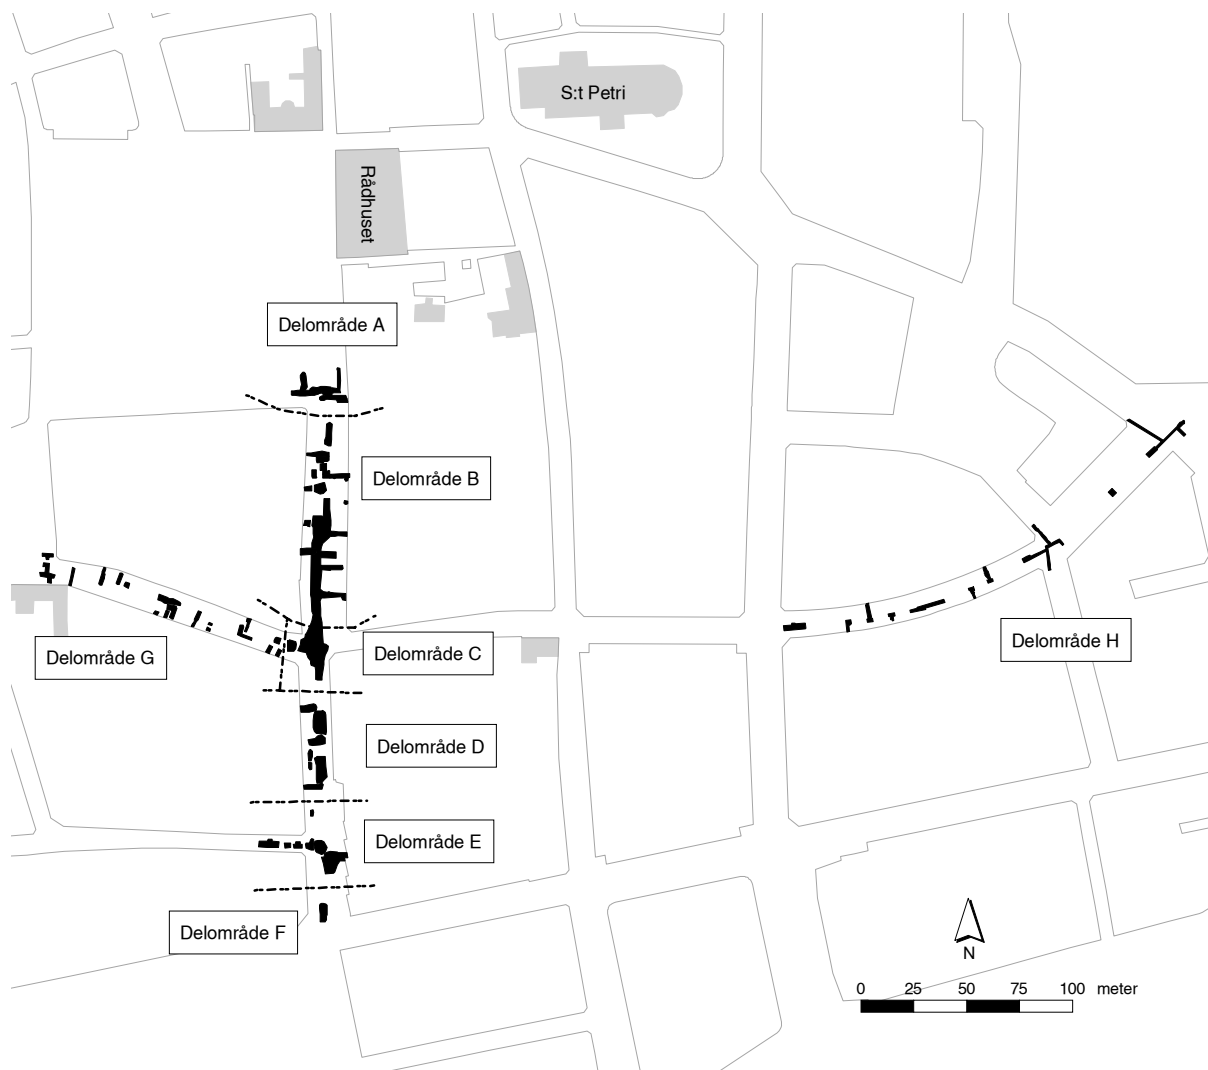 S:t Petri
Rådhuset
Delområde A
Delområde B
Delområde C
Delområde G
Delområde H
Delområde D
Delområde E
Delområde F
N
0 25 50 75 100 meter